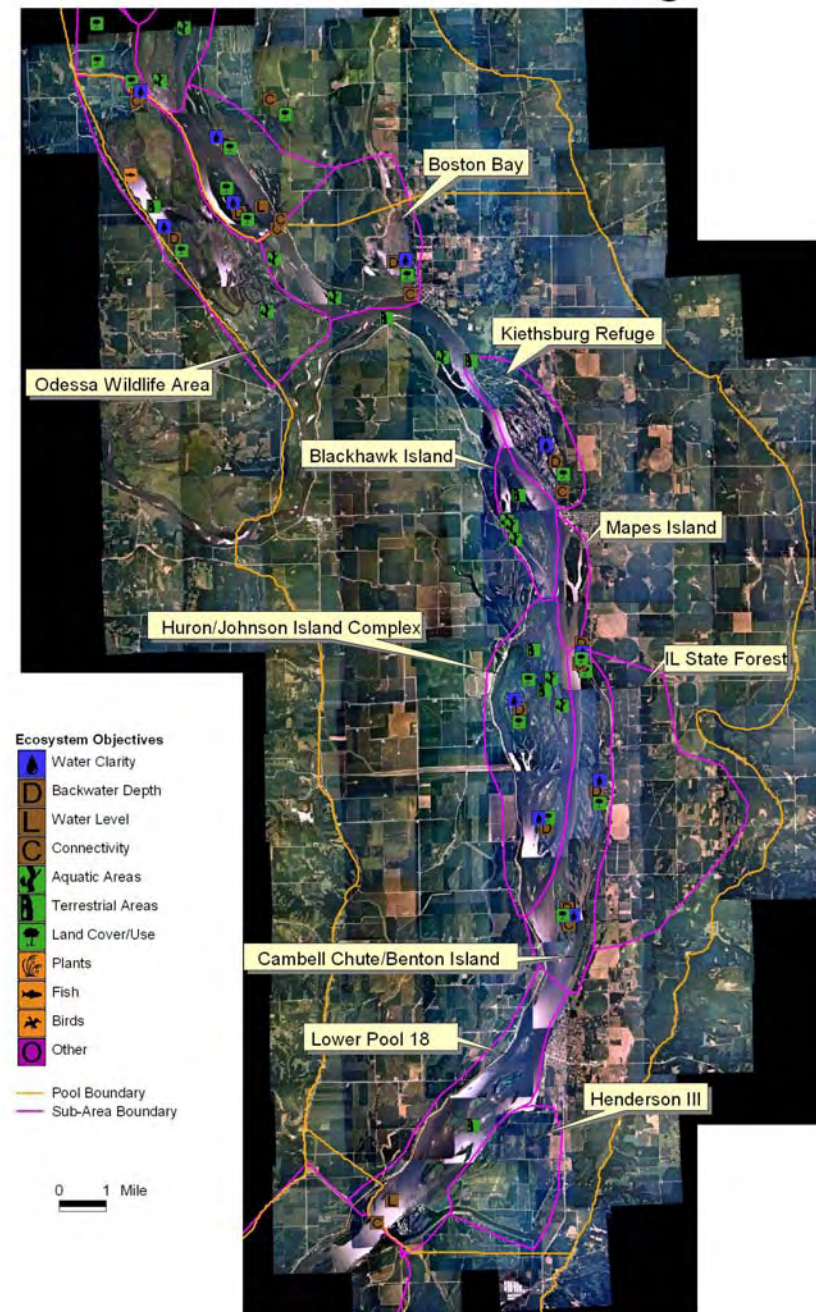 Boston Bay
Kiethsburg Refuge
Odessa Wildlife Area
Blackhawk Island
Mapes Island
Huron/Johnson Island Complex
IL State Forest
Ecosystem Objectives
Water Clarity
D Backwater Depth
L Water Level
C Connectivity
Aquatic Areas
Terrestrial Areas
Land Cover/Use
Plants
Fish
Birds
O Other
Cambell Chute/Benton Island
Lower Pool 18
Henderson III
Pool Boundary
Sub-Area Boundary
0 1 Mile